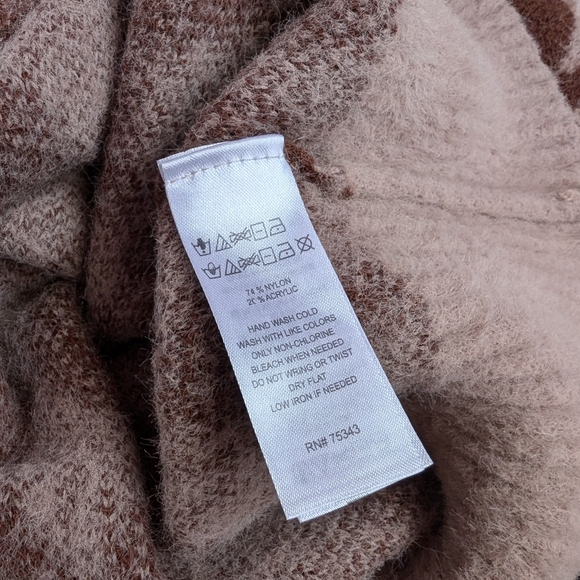 74 % NYLON
26 % ACRYLIC
HAND WASH COLD
WASH WITH LIKE COLORS
ONLY NON-CHLORINE
BLEACH WHEN NEEDED
DO NOT WRING OR TWIST
DRY FLAT
LOW IRON IF NEEDED
RN# 75343